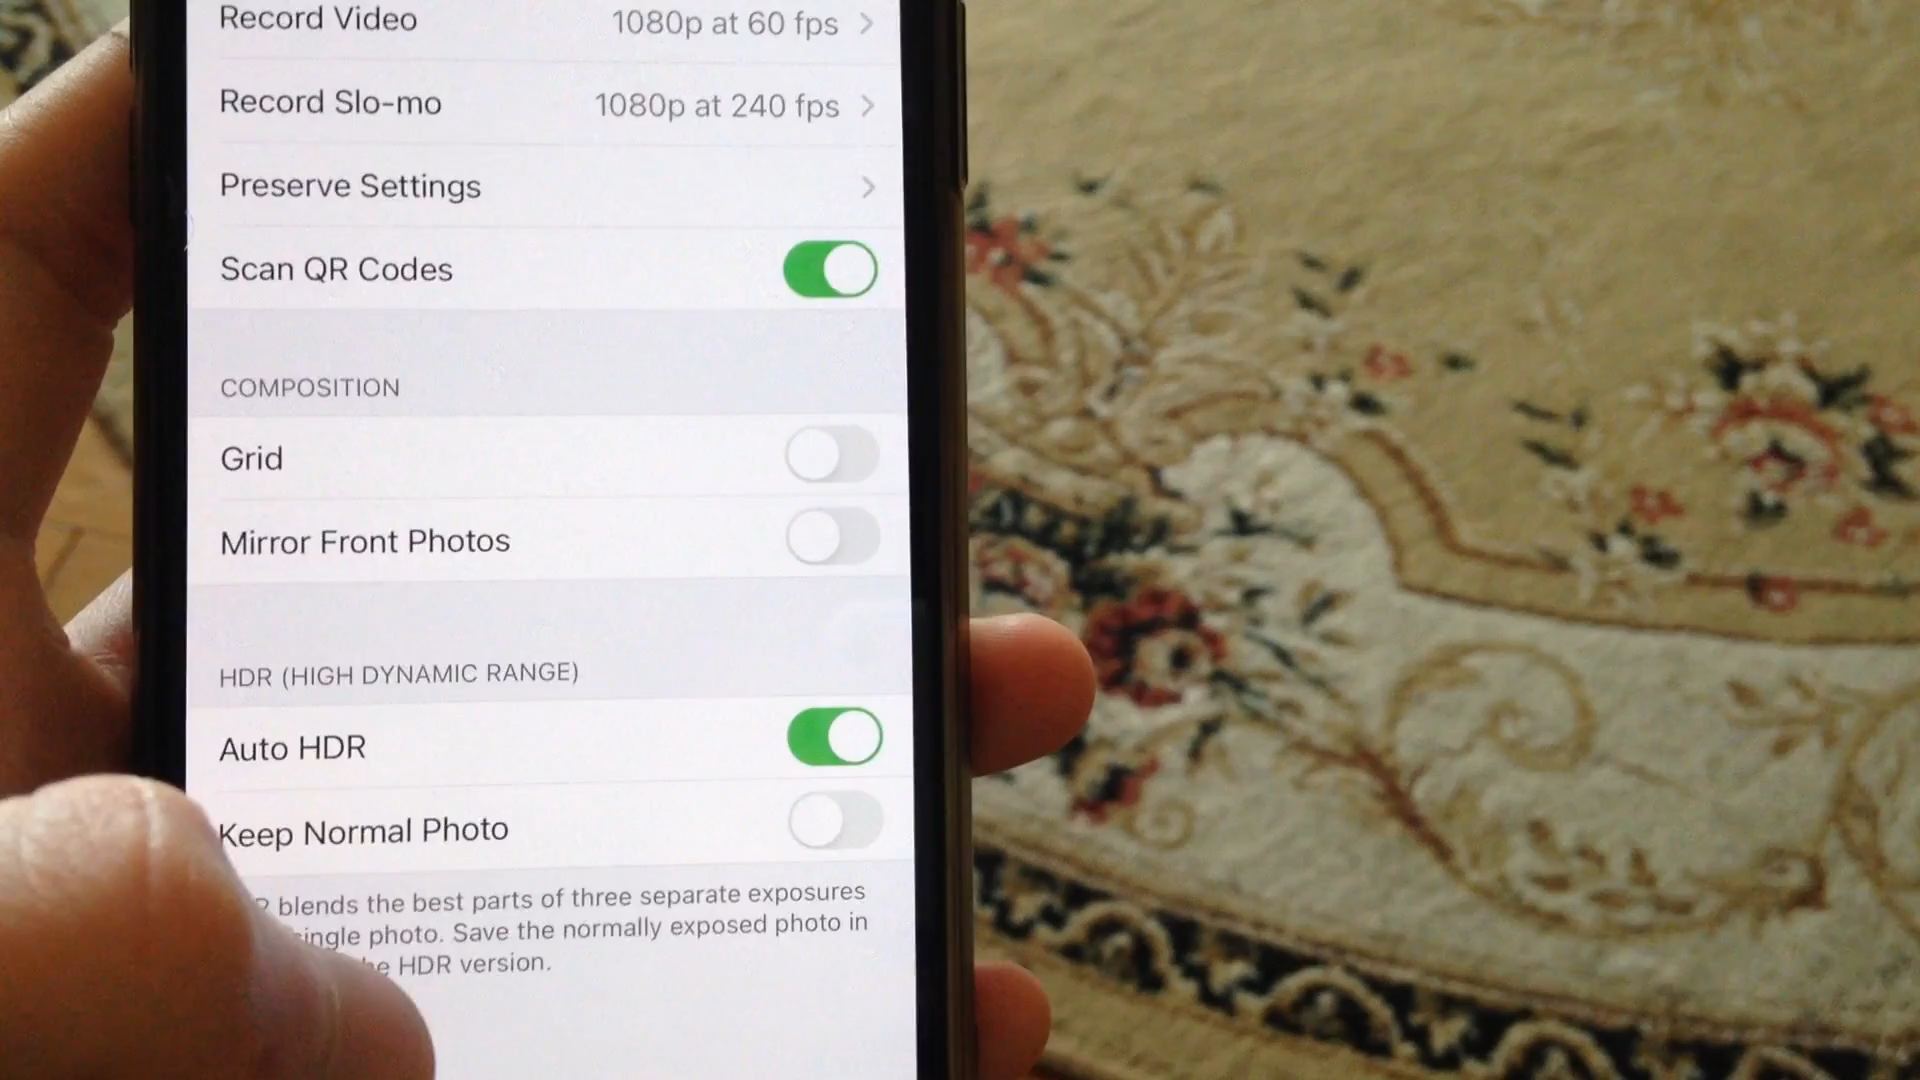 Record Video 1080p at 60 fps
Record Slo-mo 1080p at 240 fps
Preserve Settings
Scan QR Codes
COMPOSITION
Grid
Mirror Front Photos
HDR (HIGH DYNAMIC RANGE)
Auto HDR
Keep Normal Photo
blends the best parts of three separate exposures
photo. Save the normally exposed photo in
HDR version.